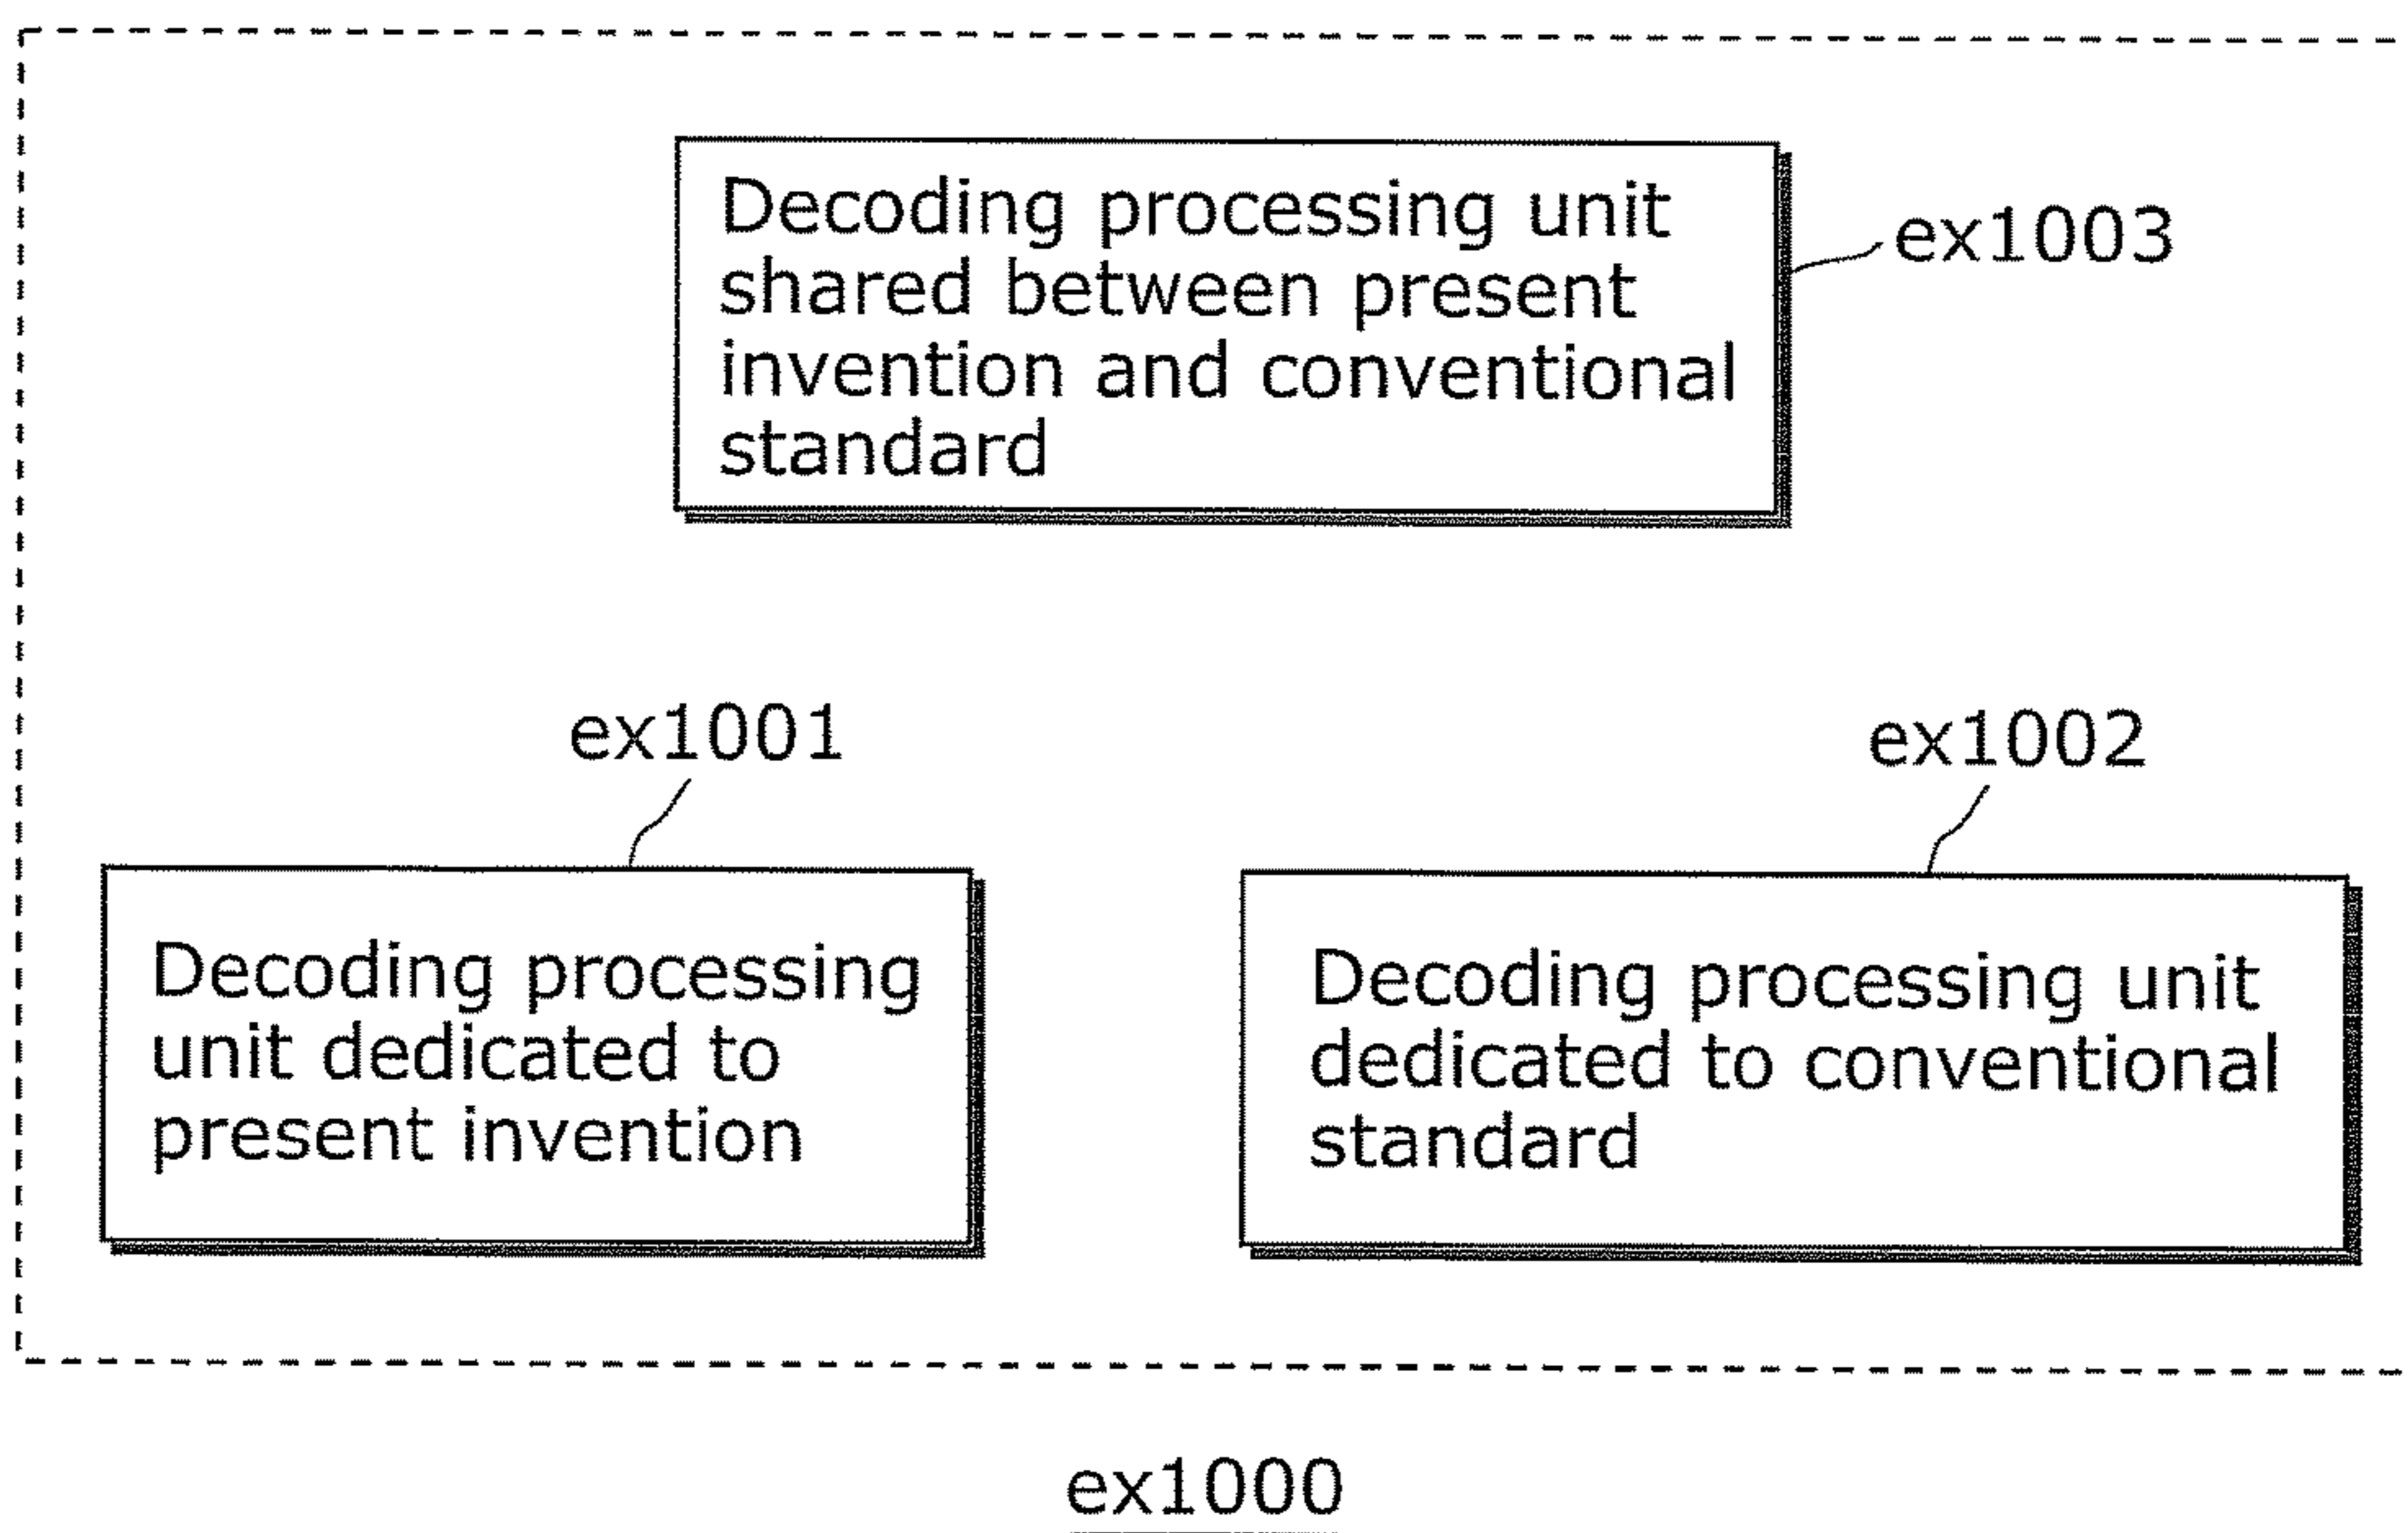 Decoding processing unit
shared between present
invention and conventional
standard
ex1003
ex1001
ex1002
Decoding processing
unit dedicated to
present invention
Decoding processing unit
dedicated to conventional
standard
ex1000